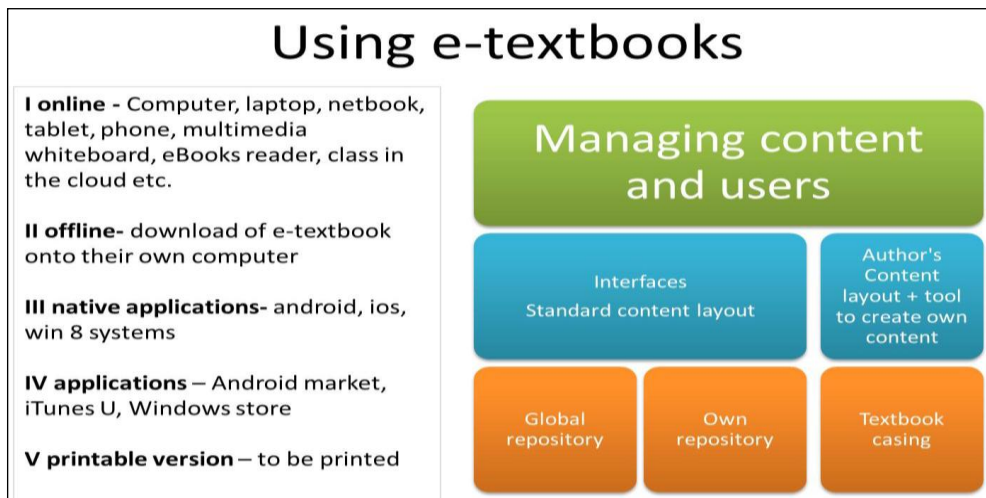 Using e-textbooks
I online - Computer, laptop, netbook,
tablet, phone, multimedia
whiteboard, eBooks reader, class in
the cloud etc.
II offline- download of e-textbook
onto their own computer
III native applications- android, ios,
win 8 systems
IV applications – Android market,
iTunes U, Windows store
V printable version – to be printed
Managing content
and users
Interfaces
Standard content layout
Author's
Content
layout + tool
to create own
content
Global
repository
Own
repository
Textbook
casing